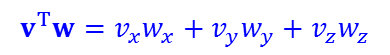 𝐯ᵀ𝐰 = vₓwₓ + v_yw_y + v_zw_z